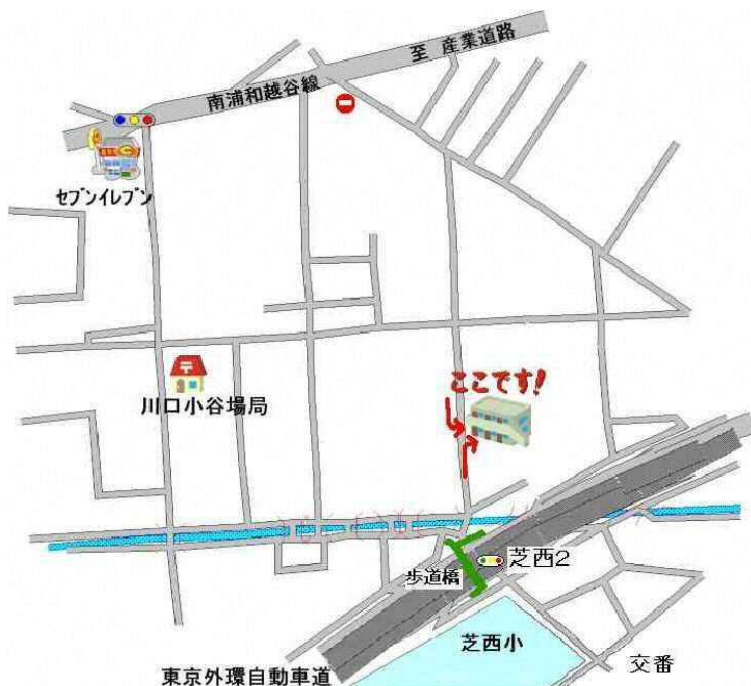 至 産業道路
南浦和越谷線
セブンイレブン
ここです!
川口小谷場局
芝西2
歩道橋
芝西小
交番
東京外環自動車道